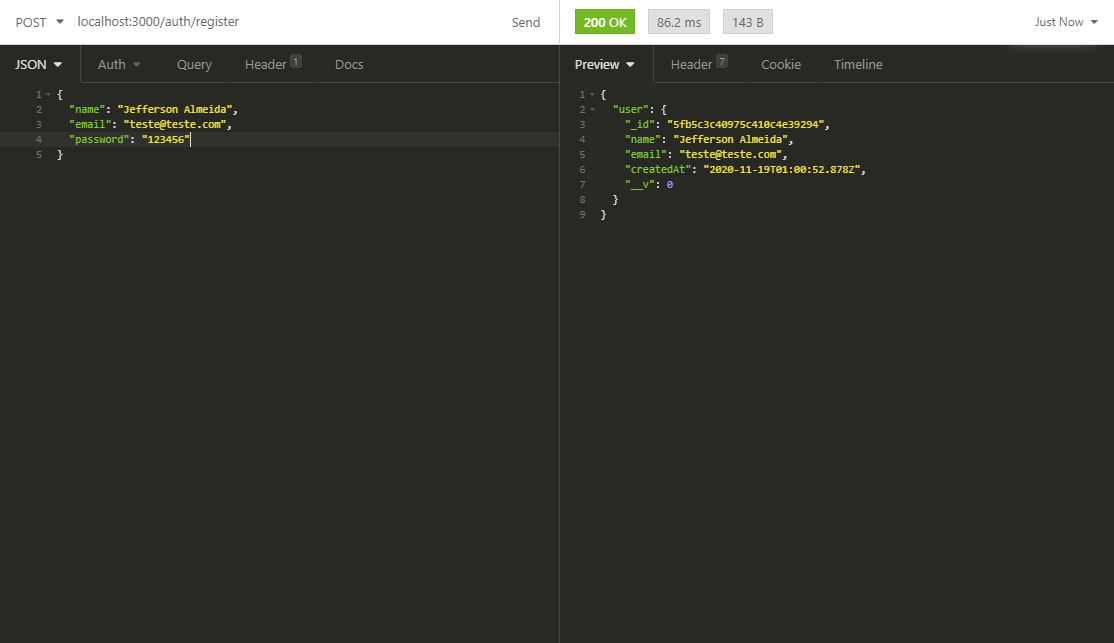 POST localhost:3000/auth/register Send
JSON Auth Query Header 1 Docs
1 {
2 "name": "Jefferson Almeida",
3 "email": "teste@teste.com",
4 "password": "123456"
5 }
200 OK 86.2 ms 143 B Just Now
Preview Header 7 Cookie Timeline
1 {
2 "user": {
3 "_id": "5fb5c3c40975c410c4e39294",
4 "name": "Jefferson Almeida",
5 "email": "teste@teste.com",
6 "createdAt": "2020-11-19T01:00:52.878Z",
7 "__v": 0
8 }
9 }